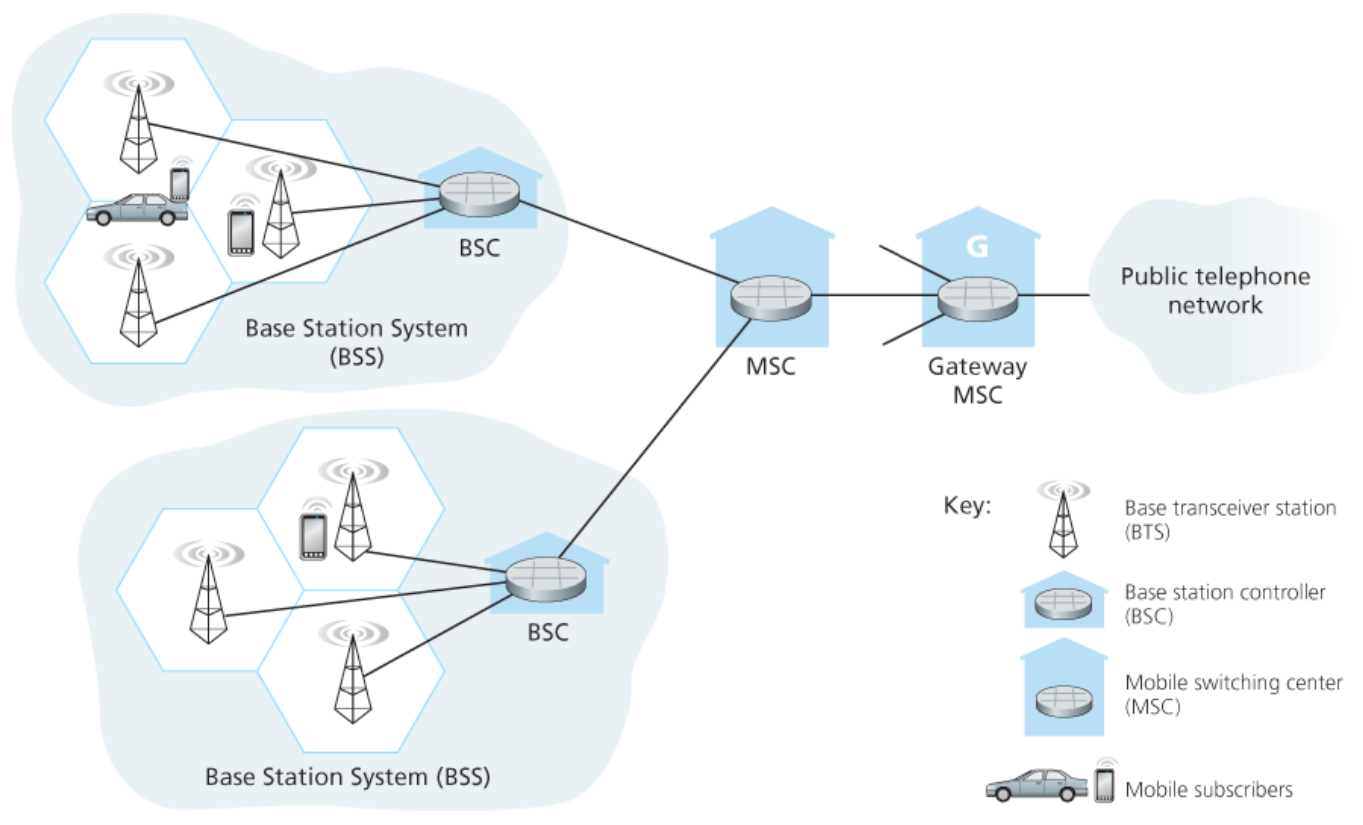 BSC
Base Station System
(BSS)
MSC
G
Gateway
MSC
Public telephone
network
BSC
Base Station System (BSS)
Key:
Base transceiver station
(BTS)
Base station controller
(BSC)
Mobile switching center
(MSC)
Mobile subscribers